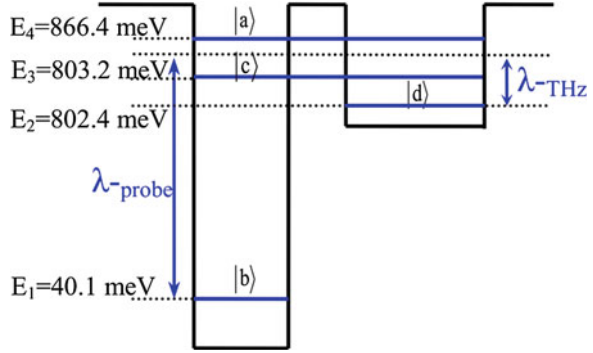 E₄=866.4 meV
|a⟩
E₃=803.2 meV
|c⟩
λ-THz
|d⟩
E₂=802.4 meV
λ-probe
E₁=40.1 meV
|b⟩